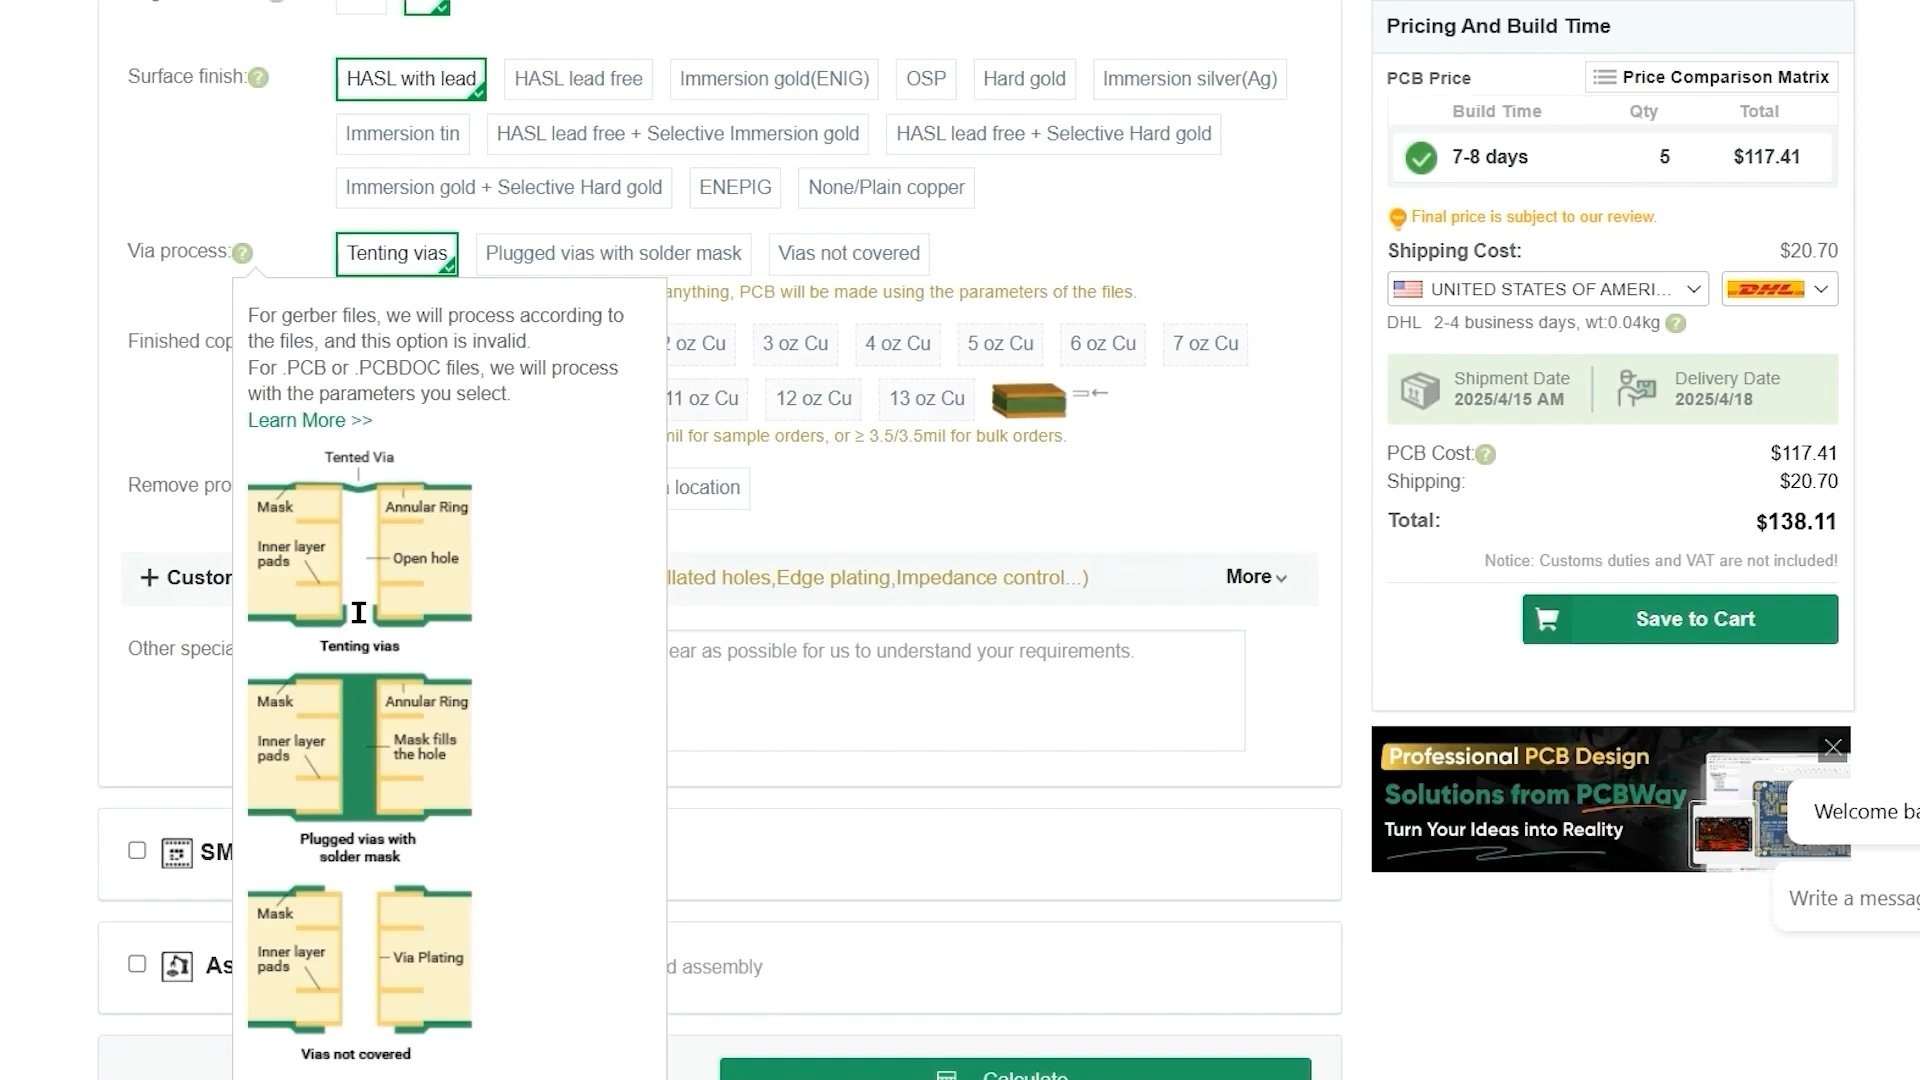 Surface finish:
HASL with lead
HASL lead free
Immersion gold(ENIG)
OSP
Hard gold
Immersion silver(Ag)
Immersion tin
HASL lead free + Selective Immersion gold
HASL lead free + Selective Hard gold
Immersion gold + Selective Hard gold
ENEPIG
None/Plain copper
Via process:
Tenting vias
Plugged vias with solder mask
Vias not covered
anything, PCB will be made using the parameters of the files.
For gerber files, we will process according to
the files, and this option is invalid.
For .PCB or .PCBDOC files, we will process
with the parameters you select.
Learn More >>
Tented Via
Mask
Annular Ring
Inner layer
pads
Open hole
Tenting vias
Mask
Annular Ring
Inner layer
pads
Mask fills
the hole
Plugged vias with
solder mask
Mask
Inner layer
pads
Via Plating
Vias not covered
Finished cop
2 oz Cu
3 oz Cu
4 oz Cu
5 oz Cu
6 oz Cu
7 oz Cu
11 oz Cu
12 oz Cu
13 oz Cu
mil for sample orders, or ≥ 3.5/3.5mil for bulk orders.
Remove pro
location
+ Custor
llated holes,Edge plating,Impedance control...)
More
Other specia
ear as possible for us to understand your requirements.
SM
As
d assembly
Calculate
Pricing And Build Time
PCB Price
Price Comparison Matrix
Build Time Qty Total
7-8 days 5 $117.41
Final price is subject to our review.
Shipping Cost: $20.70
UNITED STATES OF AMERI...
DHL
DHL 2-4 business days, wt:0.04kg
Shipment Date
2025/4/15 AM
Delivery Date
2025/4/18
PCB Cost: $117.41
Shipping: $20.70
Total: $138.11
Notice: Customs duties and VAT are not included!
Save to Cart
Professional PCB Design
Solutions from PCBWay
Turn Your Ideas into Reality
Welcome ba
Write a messag